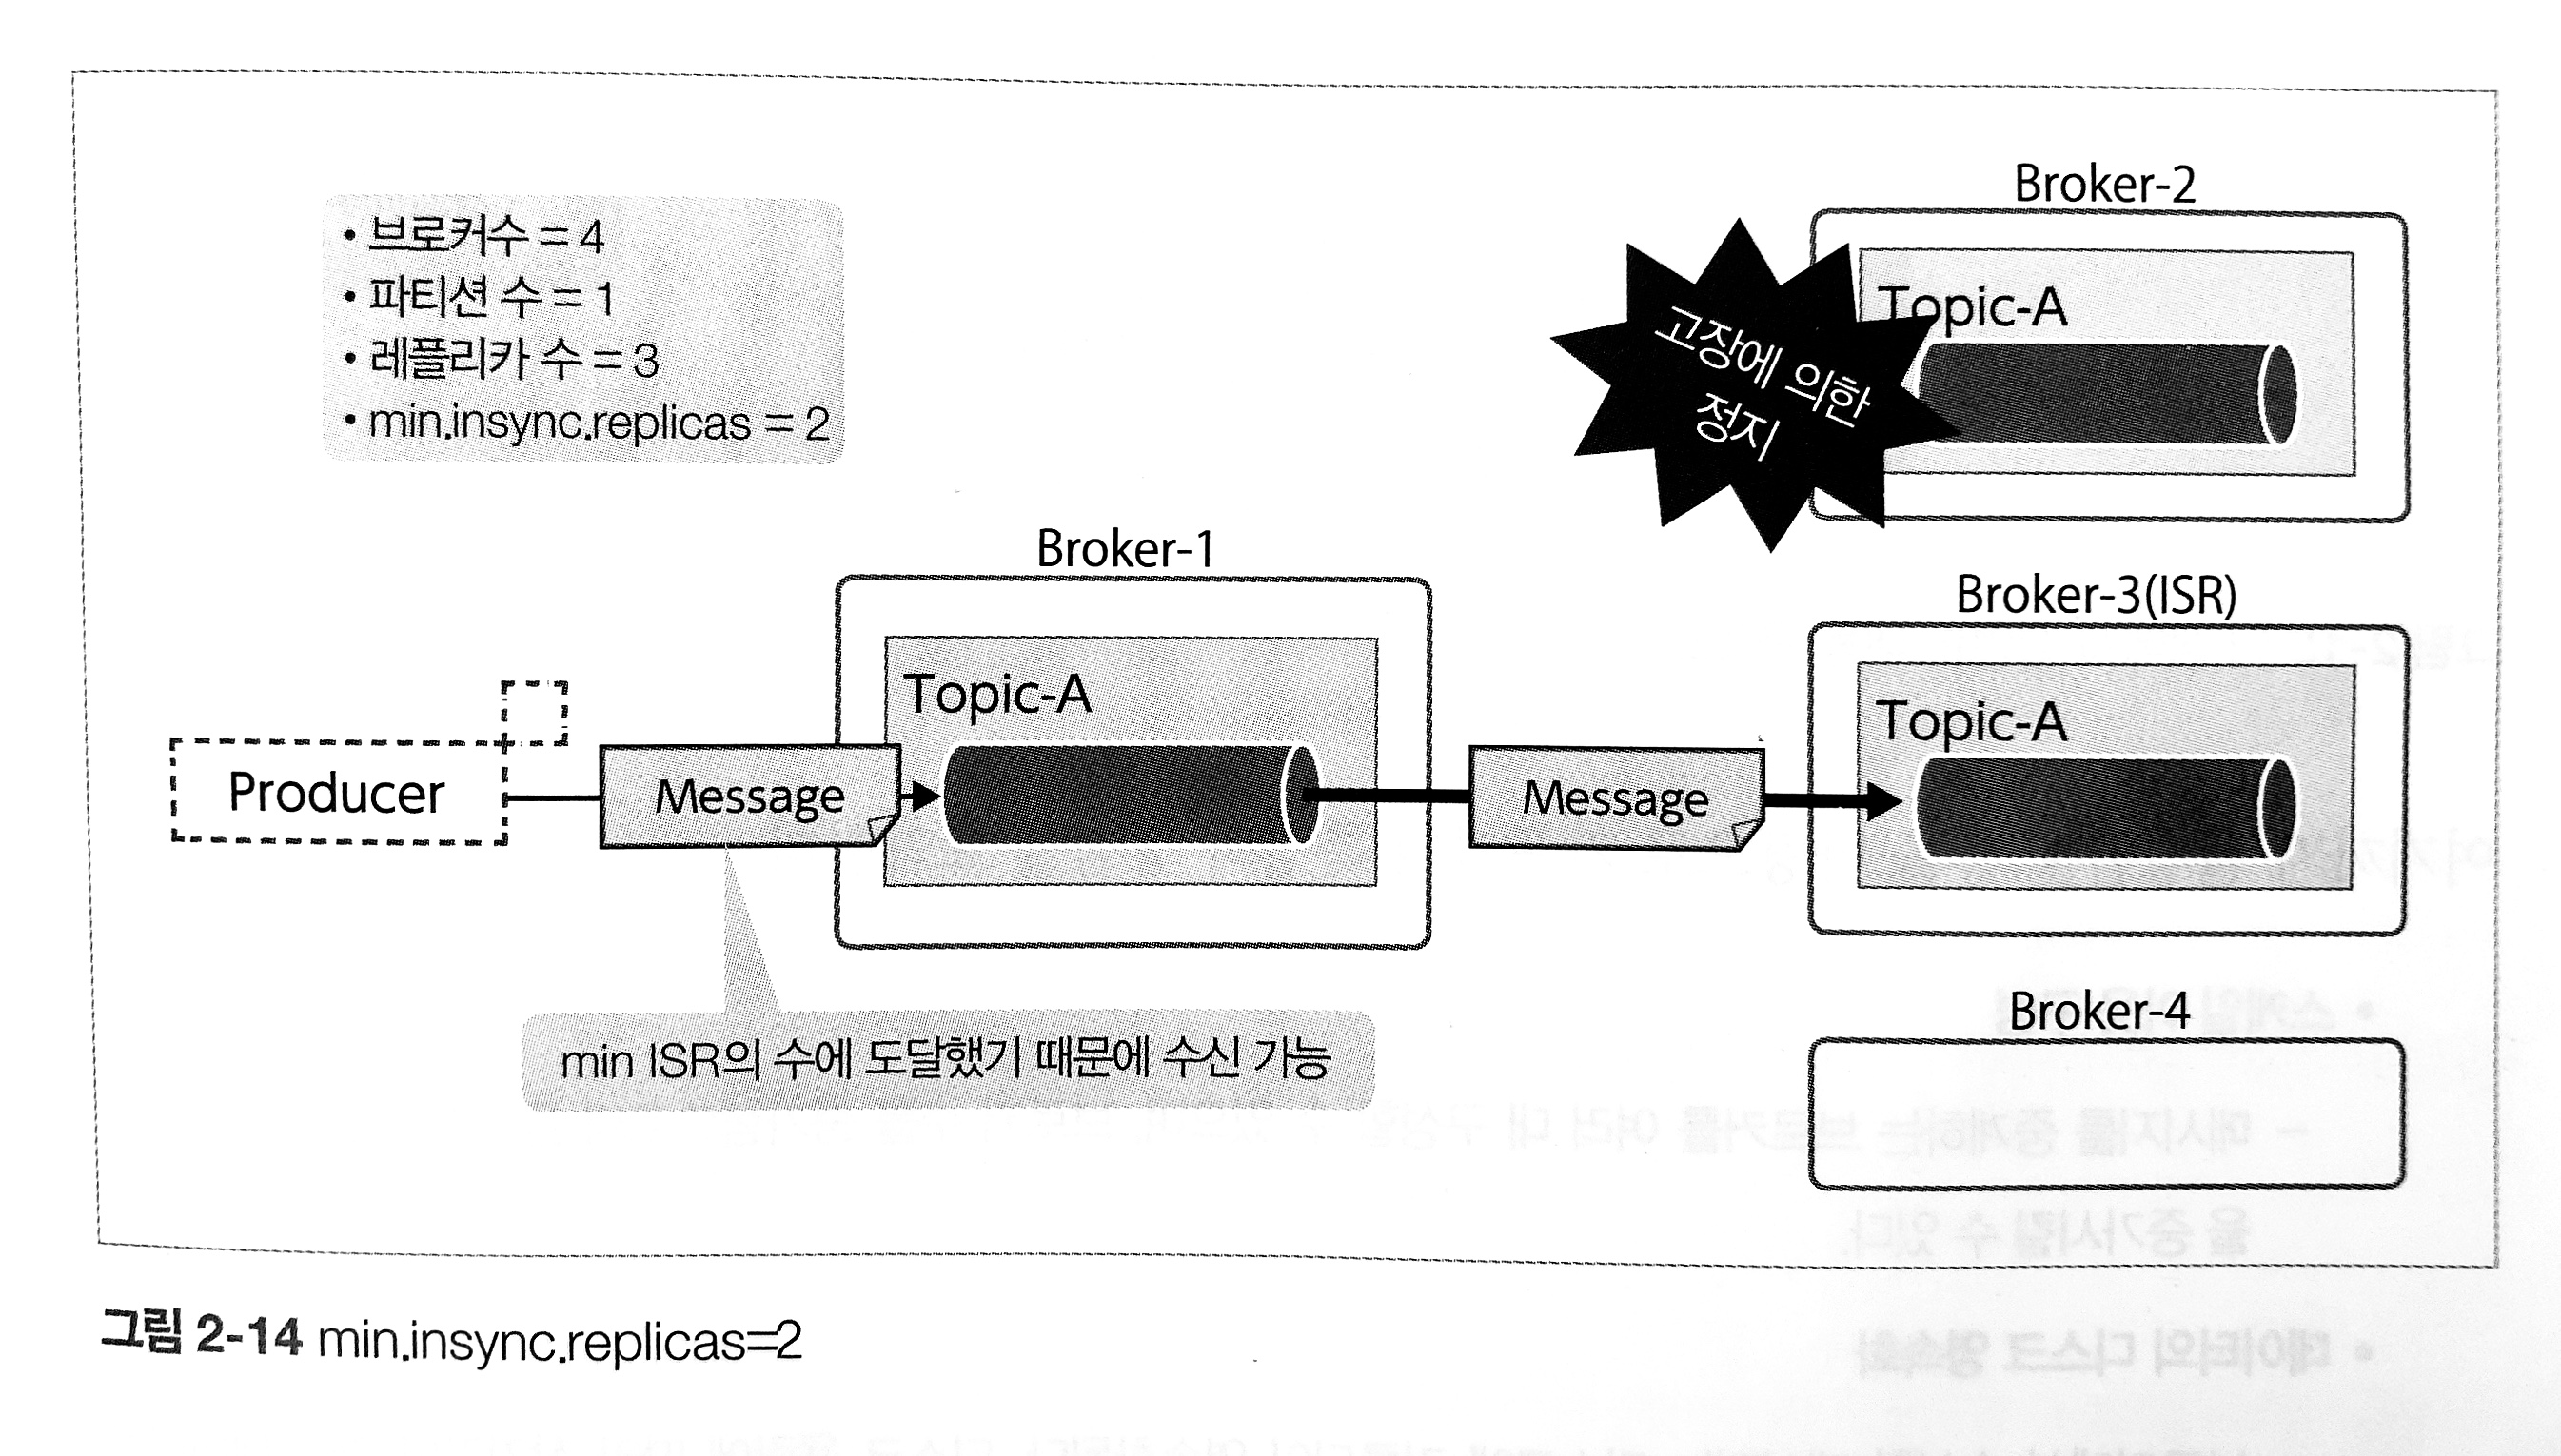 • 브로커수 = 4
• 파티션 수 = 1
• 레플리카 수 = 3
• min.insync.replicas = 2
Broker-2
Topic-A
고장에 의한
정지
Broker-1
Topic-A
Producer
Message
Message
Broker-3(ISR)
Topic-A
min ISR의 수에 도달했기 때문에 수신 가능
Broker-4
그림 2-14 min.insync.replicas=2